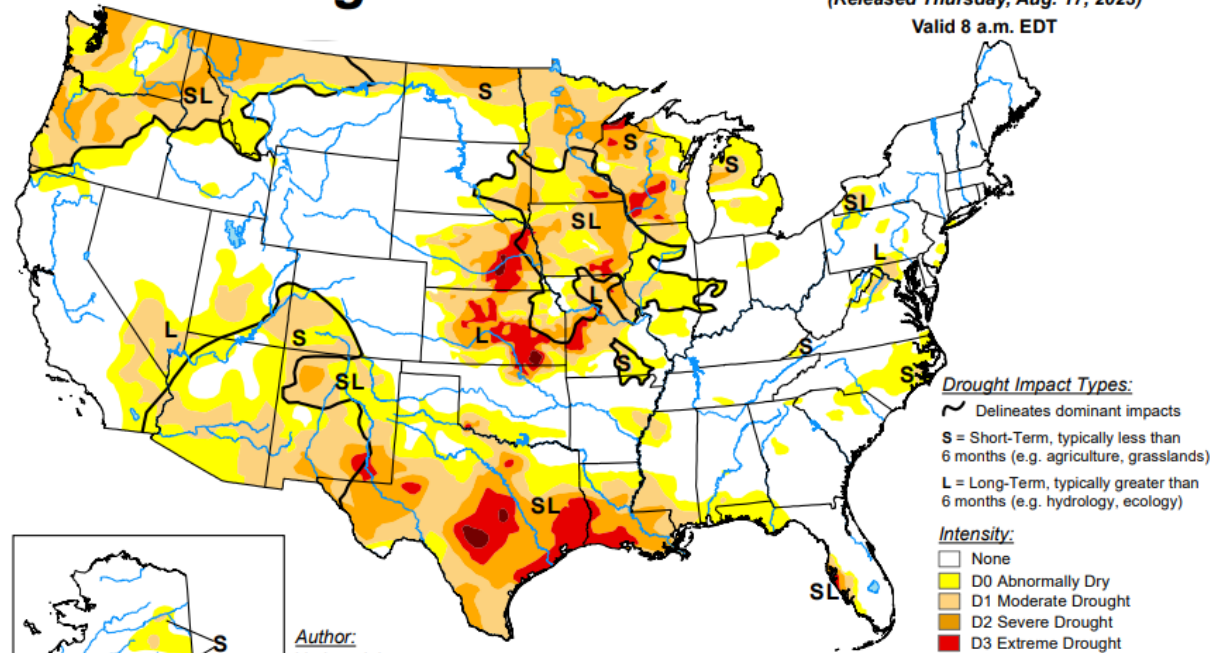 (Released Thursday, Aug. 17, 2023)
Valid 8 a.m. EDT
S
SL
S
S
SL
SL
L
L
L
S
L
S
S
SL
S
SL
SL
Drought Impact Types:
Delineates dominant impacts
S = Short-Term, typically less than
6 months (e.g. agriculture, grasslands)
L = Long-Term, typically greater than
6 months (e.g. hydrology, ecology)
Intensity:
None
D0 Abnormally Dry
D1 Moderate Drought
D2 Severe Drought
D3 Extreme Drought
S
Author: